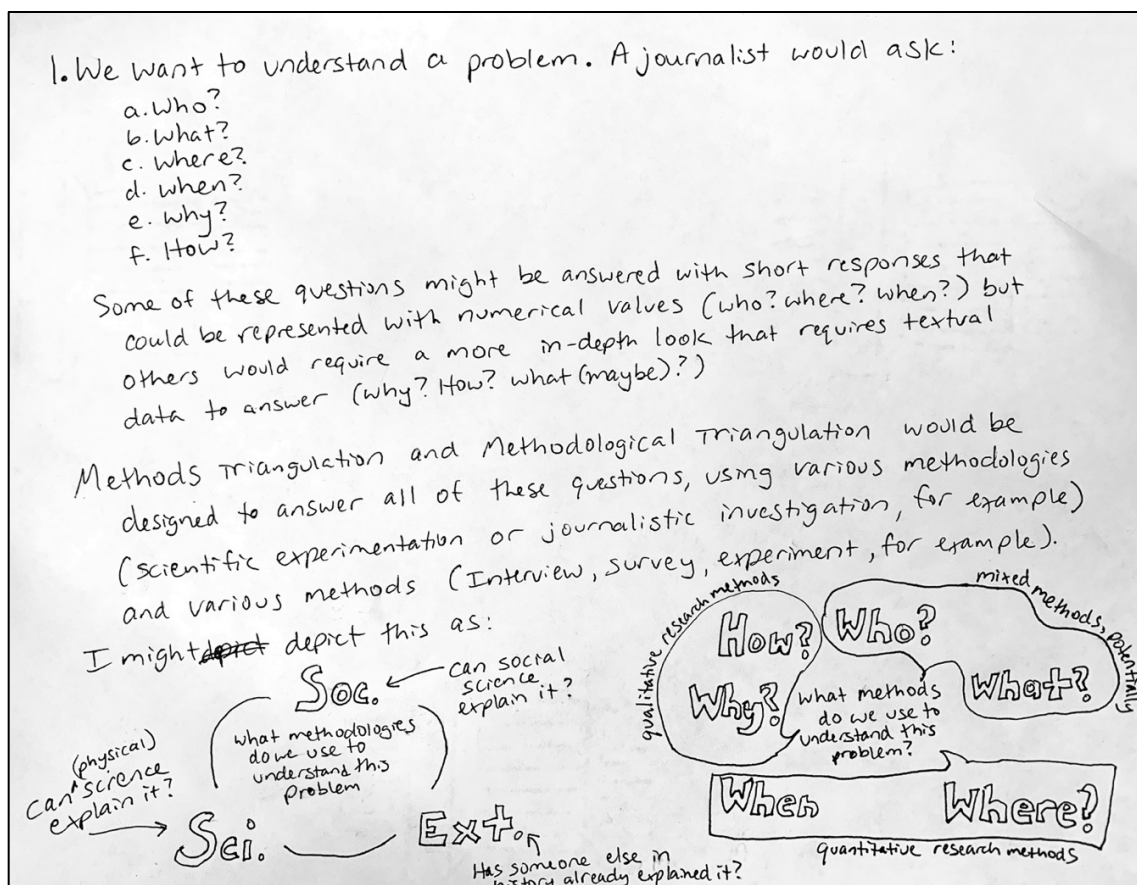 1. We want to understand a problem. A journalist would ask:
a. Who?
b. What?
c. Where?
d. when?
e. why?
f. How?
Some of these questions might be answered with short responses that
could be represented with numerical values (who? where? when?) but
others would require a more in-depth look that requires textual
data to answer (why? How? what (maybe)?)
Methods Triangulation and Methodological Triangulation would be
designed to answer all of these questions, using various methodologies
(scientific experimentation or journalistic investigation, for example)
and various methods (Interview, survey, experiment, for example).
I might depict depict this as:
Soc.
can social
science
explain it?
what methodologies
do we use to
understand this
problem
can (physical) science
explain it?
Sci.
Ext.
Has someone else in
history already explained it?
qualitative research methods
How?
Why?
mixed methods, potentially
Who?
What?
what methods
do we use to
understand this
problem?
When
Where?
quantitative research methods